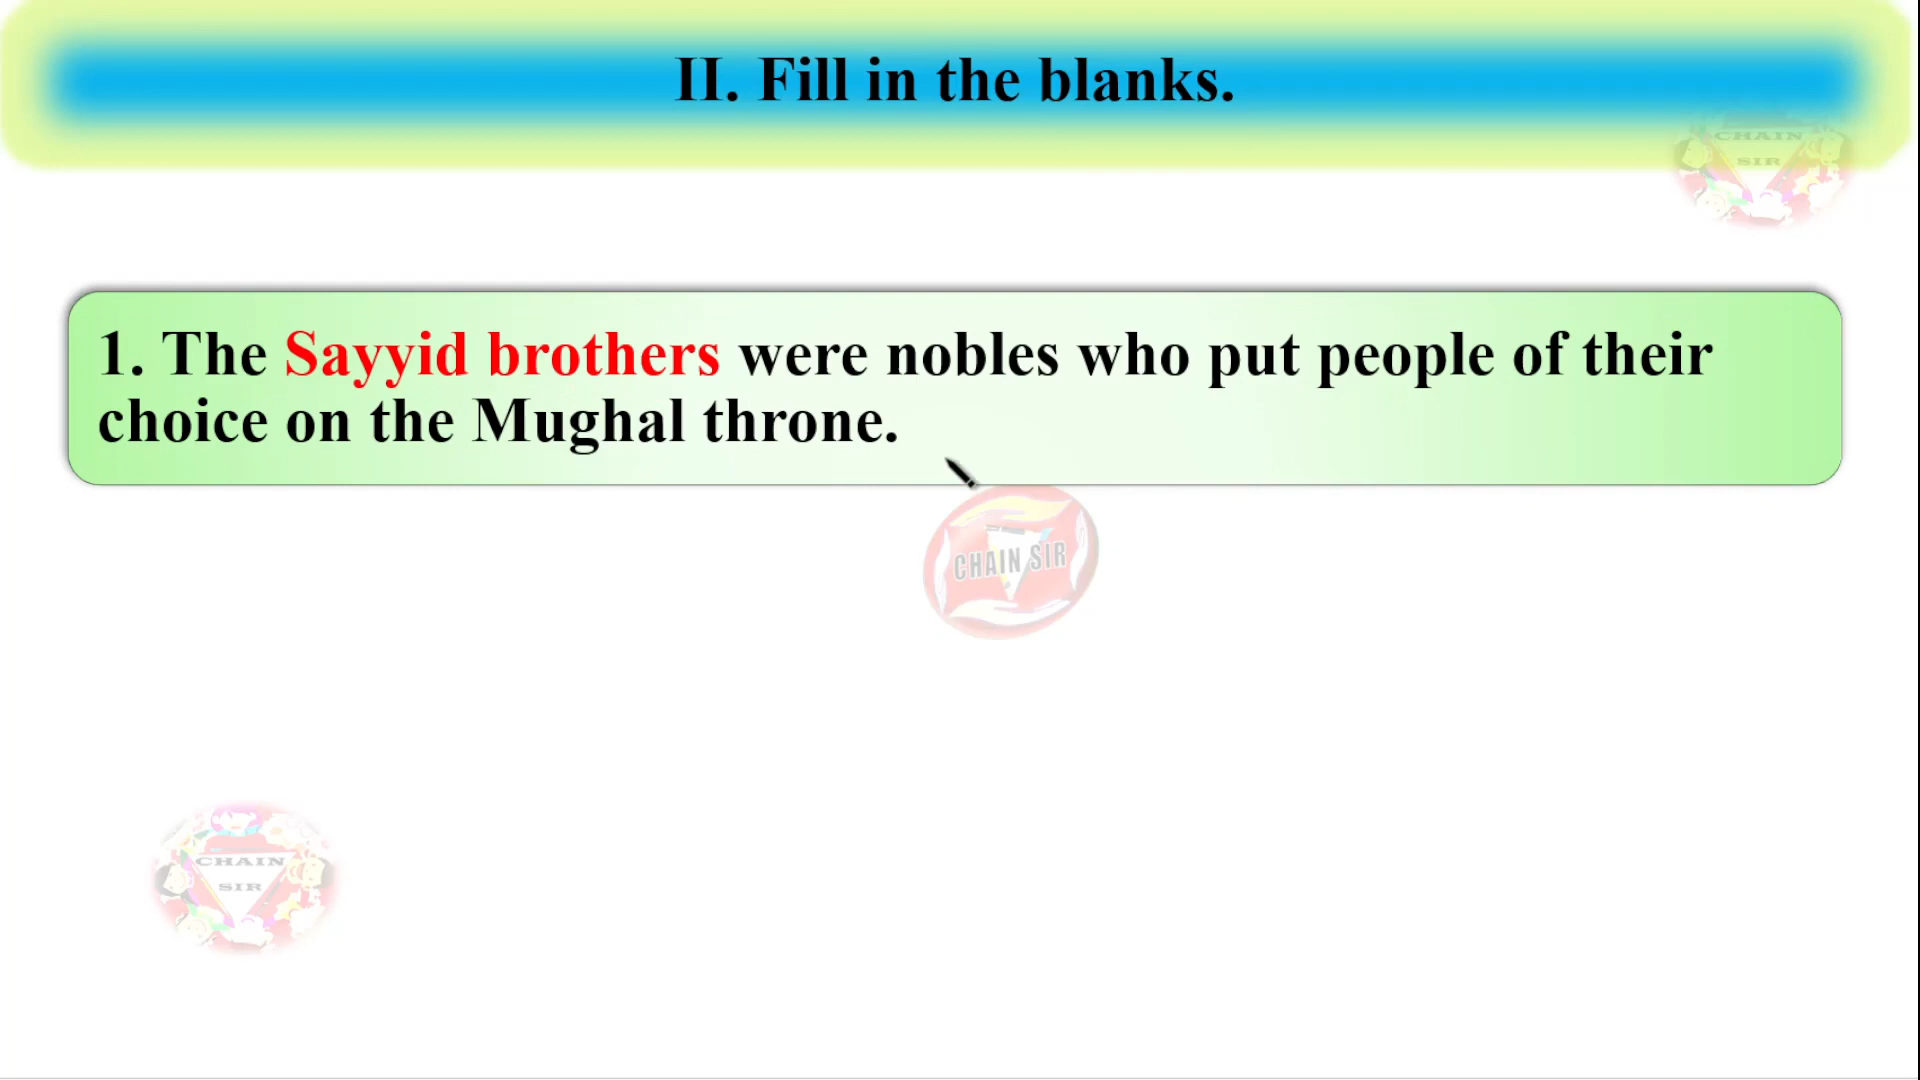 II. Fill in the blanks.
CHAIN
SIR
1. The Sayyid brothers were nobles who put people of their
choice on the Mughal throne.
CHAIN SIR
CHAIN
SIR